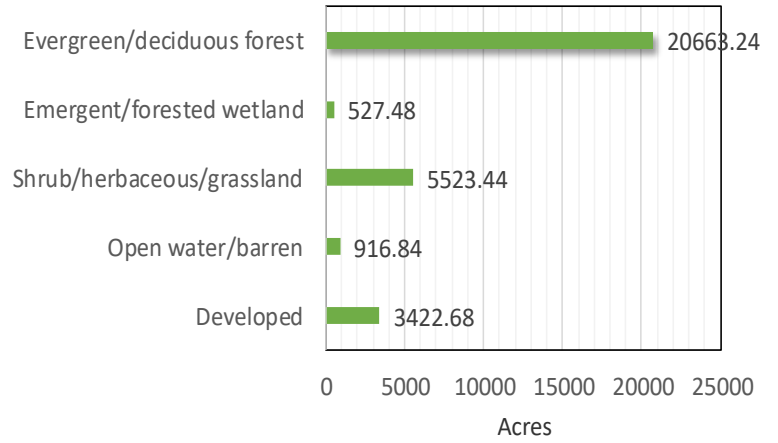 Evergreen/deciduous forest 20663.24
Emergent/forested wetland 527.48
Shrub/herbaceous/grassland 5523.44
Open water/barren 916.84
Developed 3422.68
0 5000 10000 15000 20000 25000
Acres